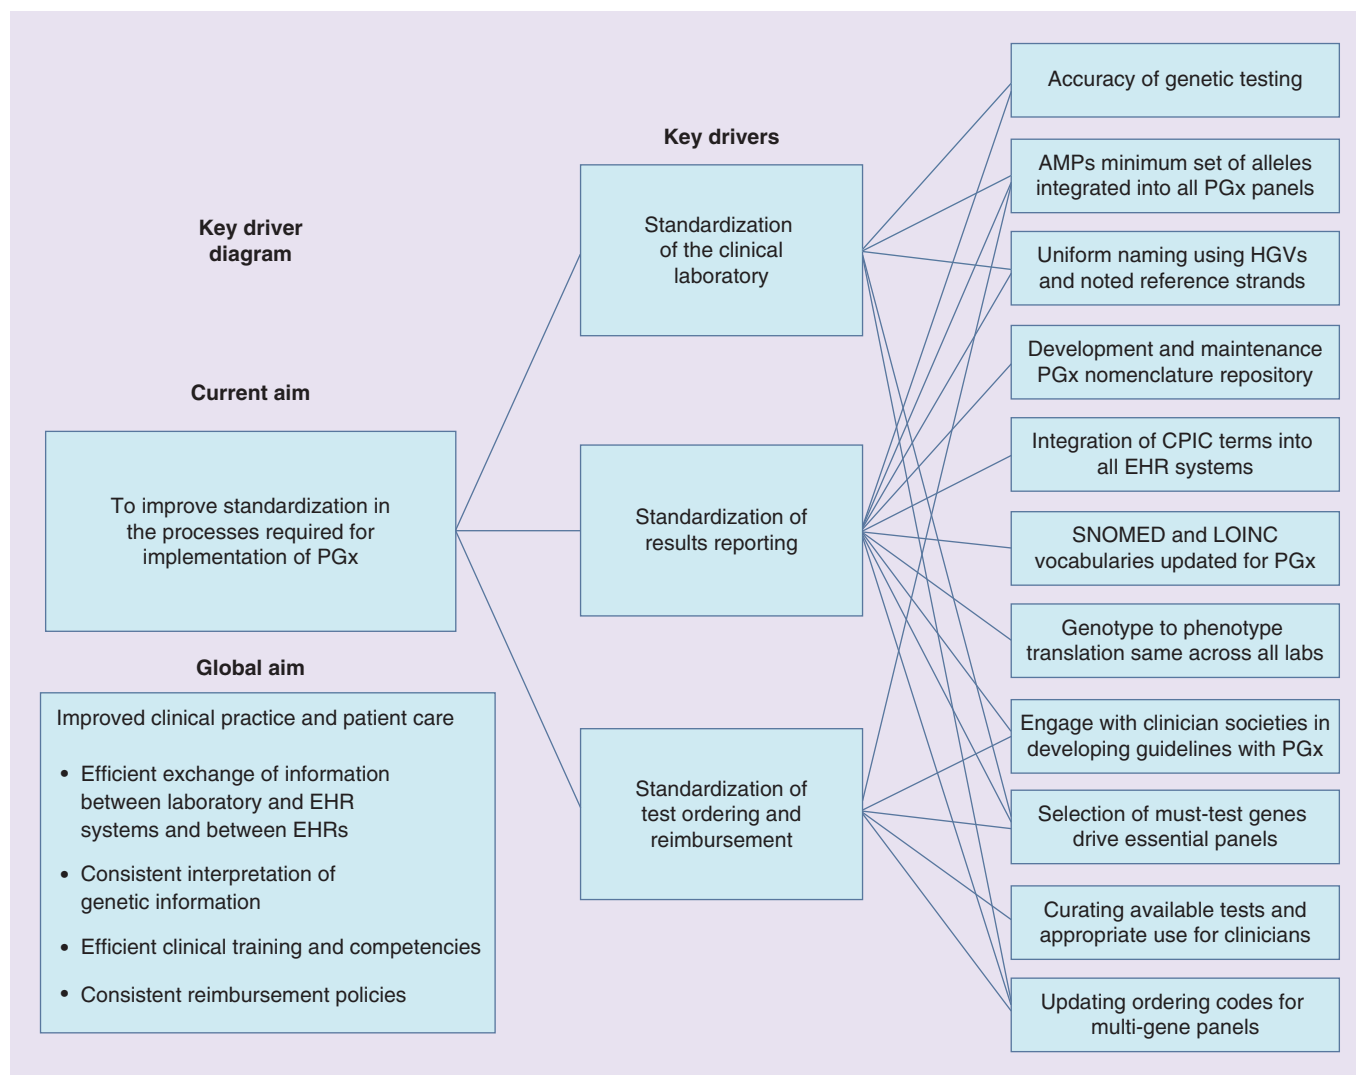 Key driver
diagram
Current aim
To improve standardization in
the processes required for
implementation of PGx
Global aim
Improved clinical practice and patient care
• Efficient exchange of information
between laboratory and EHR
systems and between EHRs
• Consistent interpretation of
genetic information
• Efficient clinical training and competencies
• Consistent reimbursement policies
Key drivers
Standardization
of the clinical
laboratory
Standardization of
results reporting
Standardization of
test ordering and
reimbursement
Accuracy of genetic testing
AMPs minimum set of alleles
integrated into all PGx panels
Uniform naming using HGVs
and noted reference strands
Development and maintenance
PGx nomenclature repository
Integration of CPIC terms into
all EHR systems
SNOMED and LOINC
vocabularies updated for PGx
Genotype to phenotype
translation same across all labs
Engage with clinician societies in
developing guidelines with PGx
Selection of must-test genes
drive essential panels
Curating available tests and
appropriate use for clinicians
Updating ordering codes for
multi-gene panels